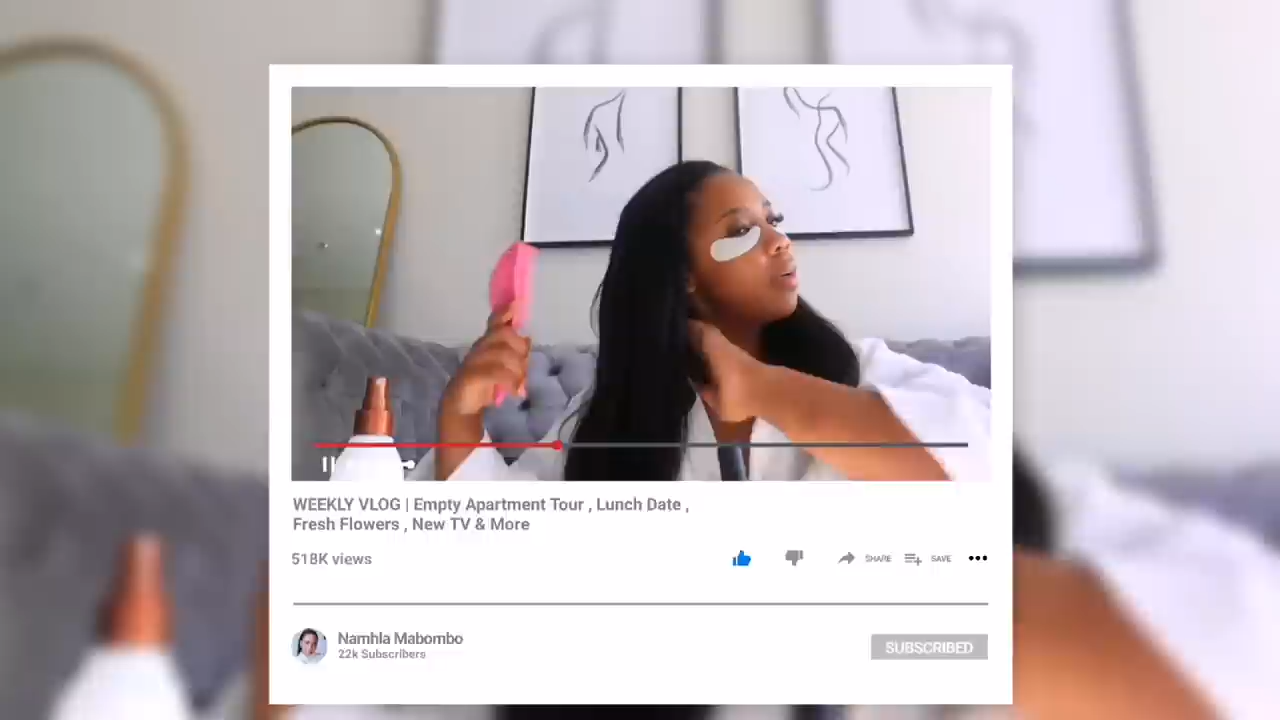 WEEKLY VLOG | Empty Apartment Tour , Lunch Date ,
Fresh Flowers , New TV & More
518K views
SHARE
SAVE
Namhla Mabombo
22k Subscribers
SUBSCRIBED